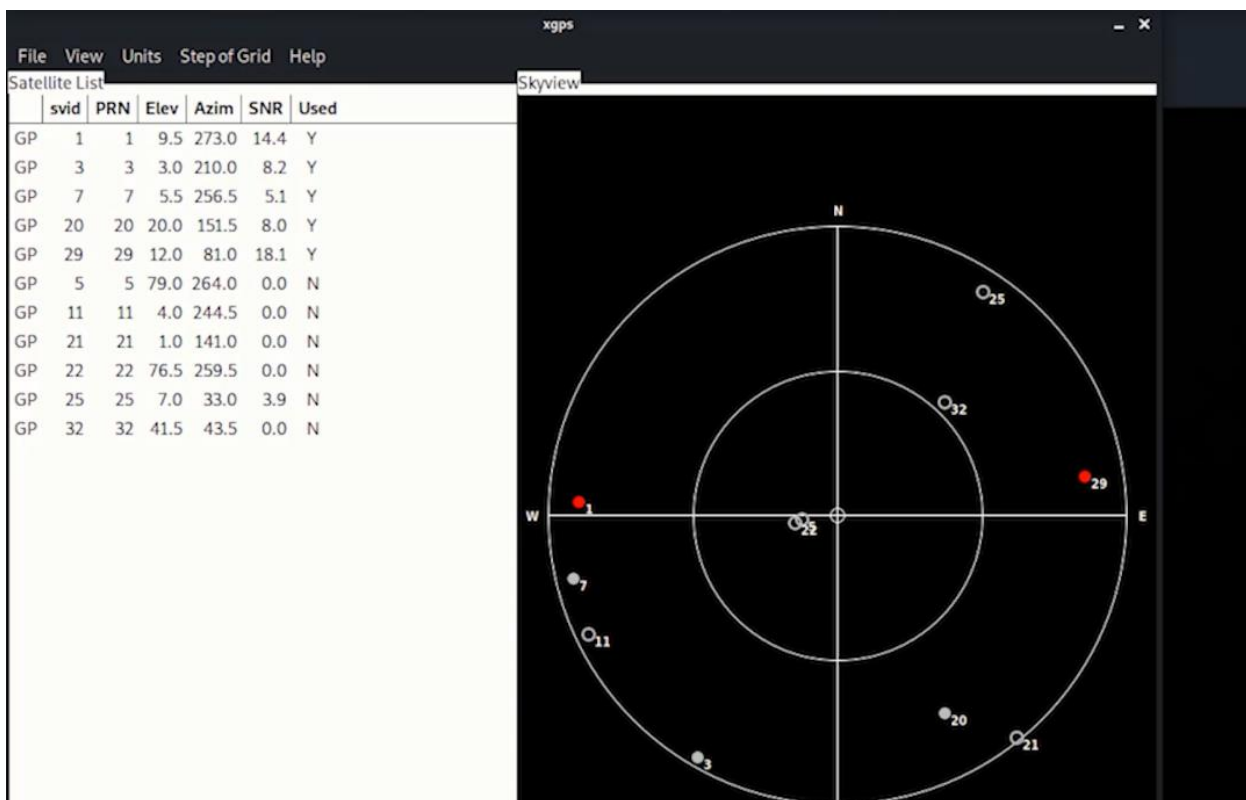 xgps
File View Units Step of Grid Help
Satellite List
svid PRN Elev Azim SNR Used
GP 1 1 9.5 273.0 14.4 Y
GP 3 3 3.0 210.0 8.2 Y
GP 7 7 5.5 256.5 5.1 Y
GP 20 20 20.0 151.5 8.0 Y
GP 29 29 12.0 81.0 18.1 Y
GP 5 5 79.0 264.0 0.0 N
GP 11 11 4.0 244.5 0.0 N
GP 21 21 1.0 141.0 0.0 N
GP 22 22 76.5 259.5 0.0 N
GP 25 25 7.0 33.0 3.9 N
GP 32 32 41.5 43.5 0.0 N
Skyview
N
25
32
29
1
W
5
22
E
7
11
20
21
3